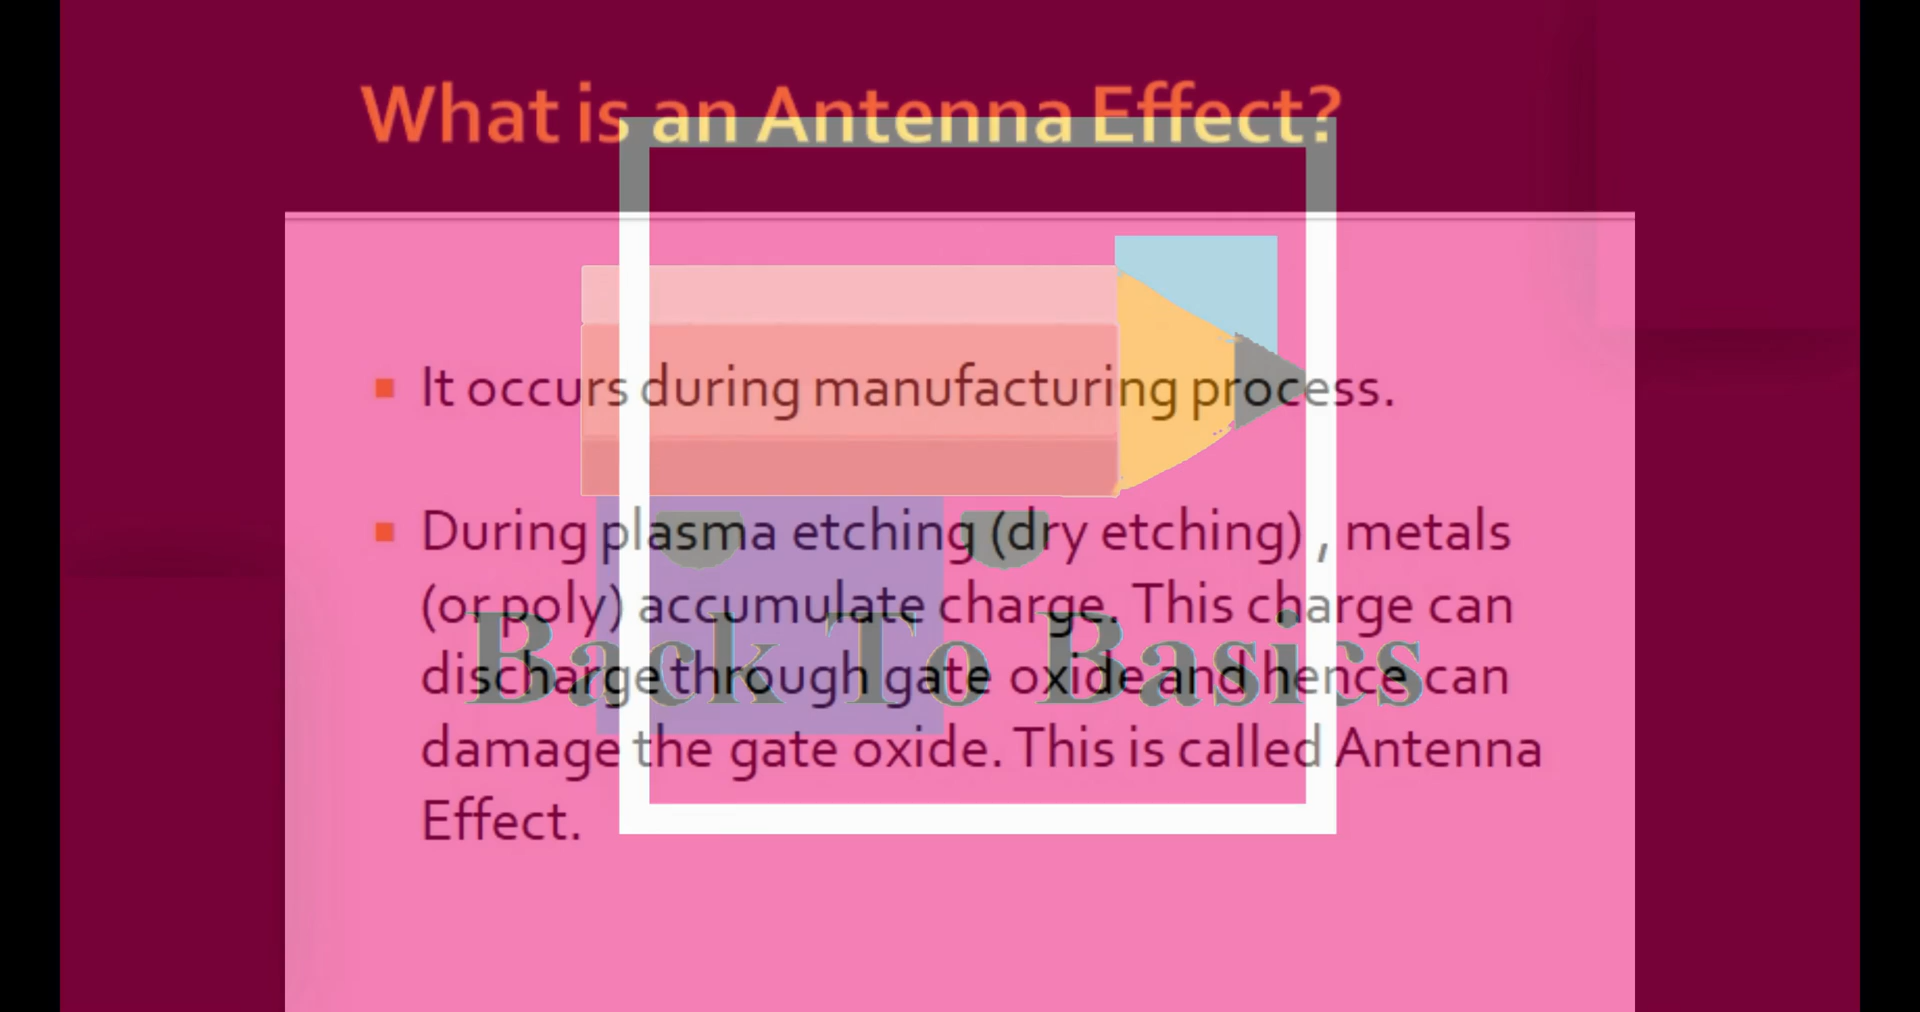 What is an Antenna Effect?
It occurs during manufacturing process.
During plasma etching (dry etching) , metals
(or poly) accumulate charge. This charge can
discharge through gate oxide and hence can
damage the gate oxide. This is called Antenna
Effect.
Back To Basics